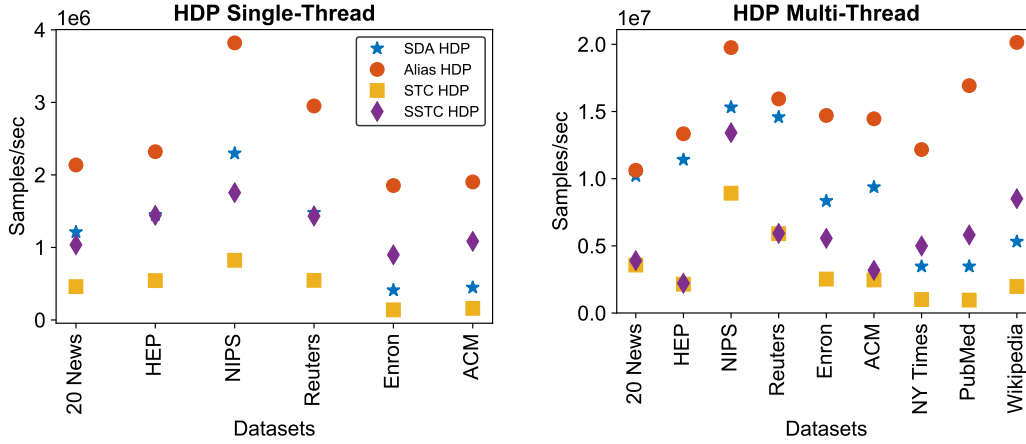 HDP Single-Thread
1e6
4
3
2
1
0
Samples/sec
SDA HDP
Alias HDP
STC HDP
SSTC HDP
20 News
HEP
NIPS
Reuters
Enron
ACM
Datasets
HDP Multi-Thread
1e7
2.0
1.5
1.0
0.5
0.0
Samples/sec
20 News
HEP
NIPS
Reuters
Enron
ACM
NY Times
PubMed
Wikipedia
Datasets